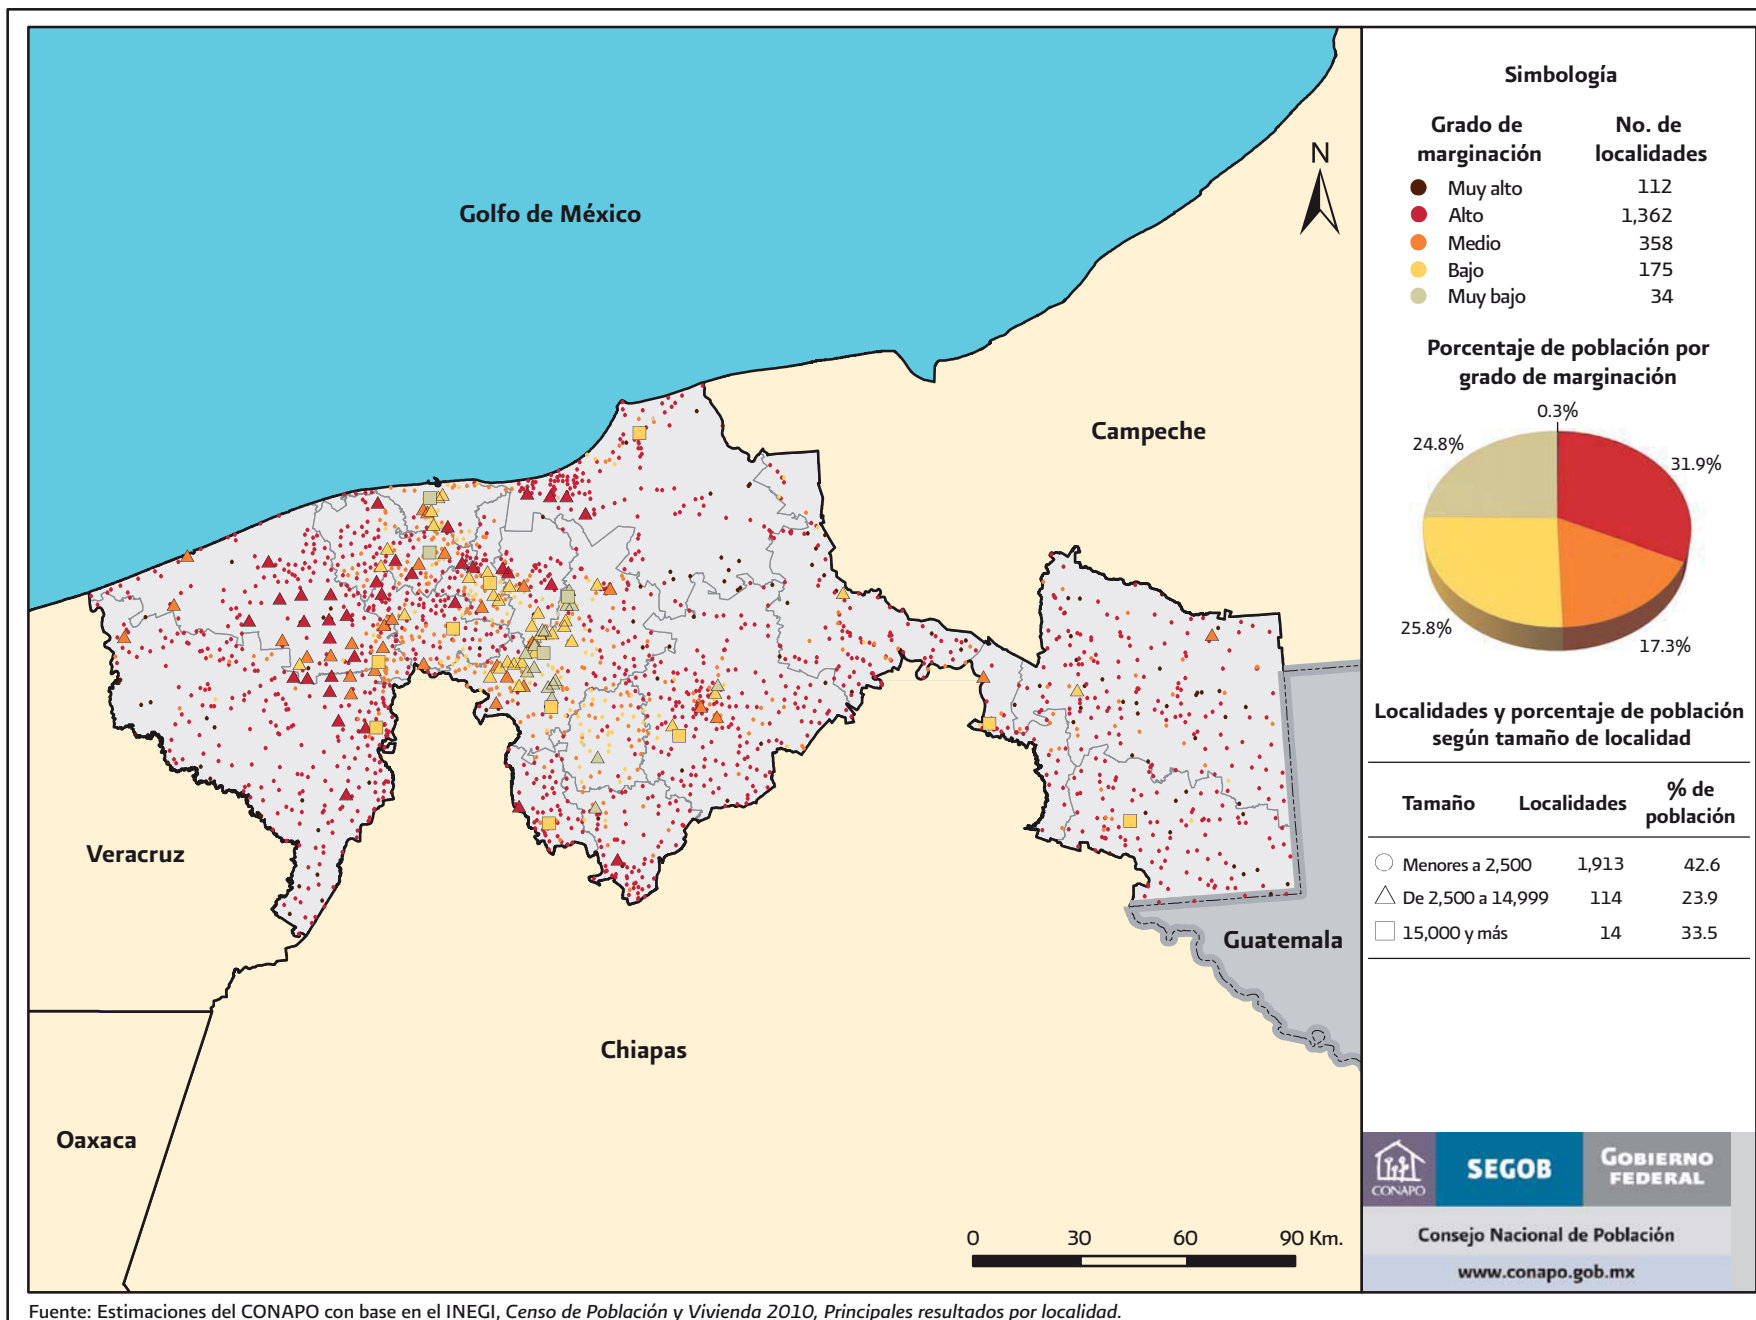 Golfo de México
N
Campeche
Veracruz
Guatemala
Chiapas
Oaxaca
0 30 60 90 Km.
Simbología
Grado de marginación No. de localidades
Muy alto 112
Alto 1,362
Medio 358
Bajo 175
Muy bajo 34
Porcentaje de población por
grado de marginación
0.3%
24.8%
31.9%
25.8%
17.3%
Localidades y porcentaje de población
según tamaño de localidad
Tamaño Localidades % de población
Menores a 2,500 1,913 42.6
De 2,500 a 14,999 114 23.9
15,000 y más 14 33.5
CONAPO
SEGOB
GOBIERNO
FEDERAL
Consejo Nacional de Población
www.conapo.gob.mx
Fuente: Estimaciones del CONAPO con base en el INEGI, Censo de Población y Vivienda 2010, Principales resultados por localidad.